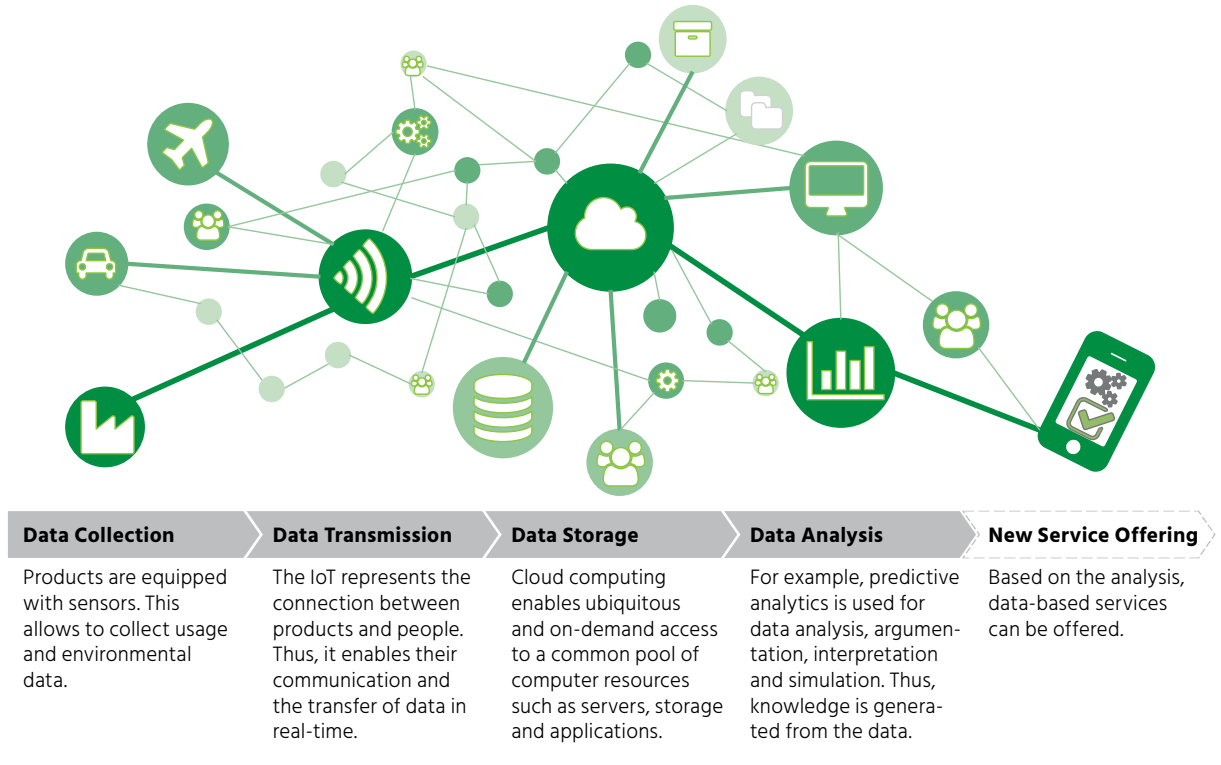 Data Collection
Products are equipped
with sensors. This
allows to collect usage
and environmental
data.
Data Transmission
The IoT represents the
connection between
products and people.
Thus, it enables their
communication and
the transfer of data in
real-time.
Data Storage
Cloud computing
enables ubiquitous
and on-demand access
to a common pool of
computer resources
such as servers, storage
and applications.
Data Analysis
For example, predictive
analytics is used for
data analysis, argumen-
tation, interpretation
and simulation. Thus,
knowledge is genera-
ted from the data.
New Service Offering
Based on the analysis,
data-based services
can be offered.